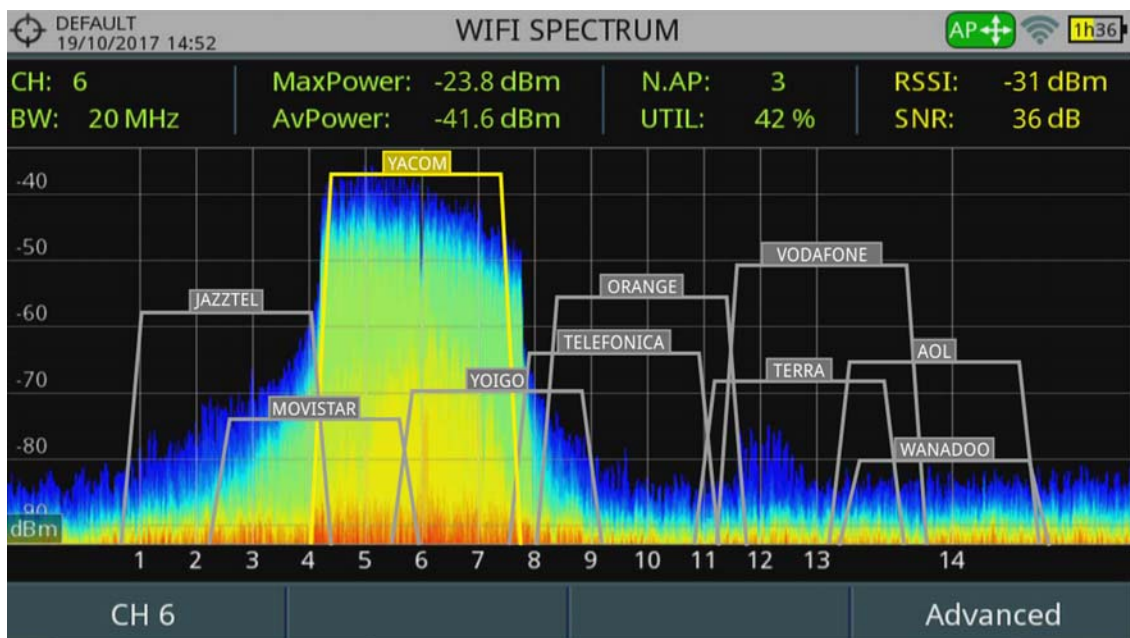 DEFAULT
19/10/2017 14:52
WIFI SPECTRUM
AP
1h36
CH: 6
MaxPower: -23.8 dBm
N.AP: 3
RSSI: -31 dBm
BW: 20 MHz
AvPower: -41.6 dBm
UTIL: 42 %
SNR: 36 dB
YACOM
-40
-50
VODAFONE
ORANGE
JAZZTEL
-60
TELEFONICA
AOL
TERRA
-70
YOIGO
MOVISTAR
-80
WANADOO
-90
dBm
1 2 3 4 5 6 7 8 9 10 11 12 13 14
CH 6
Advanced